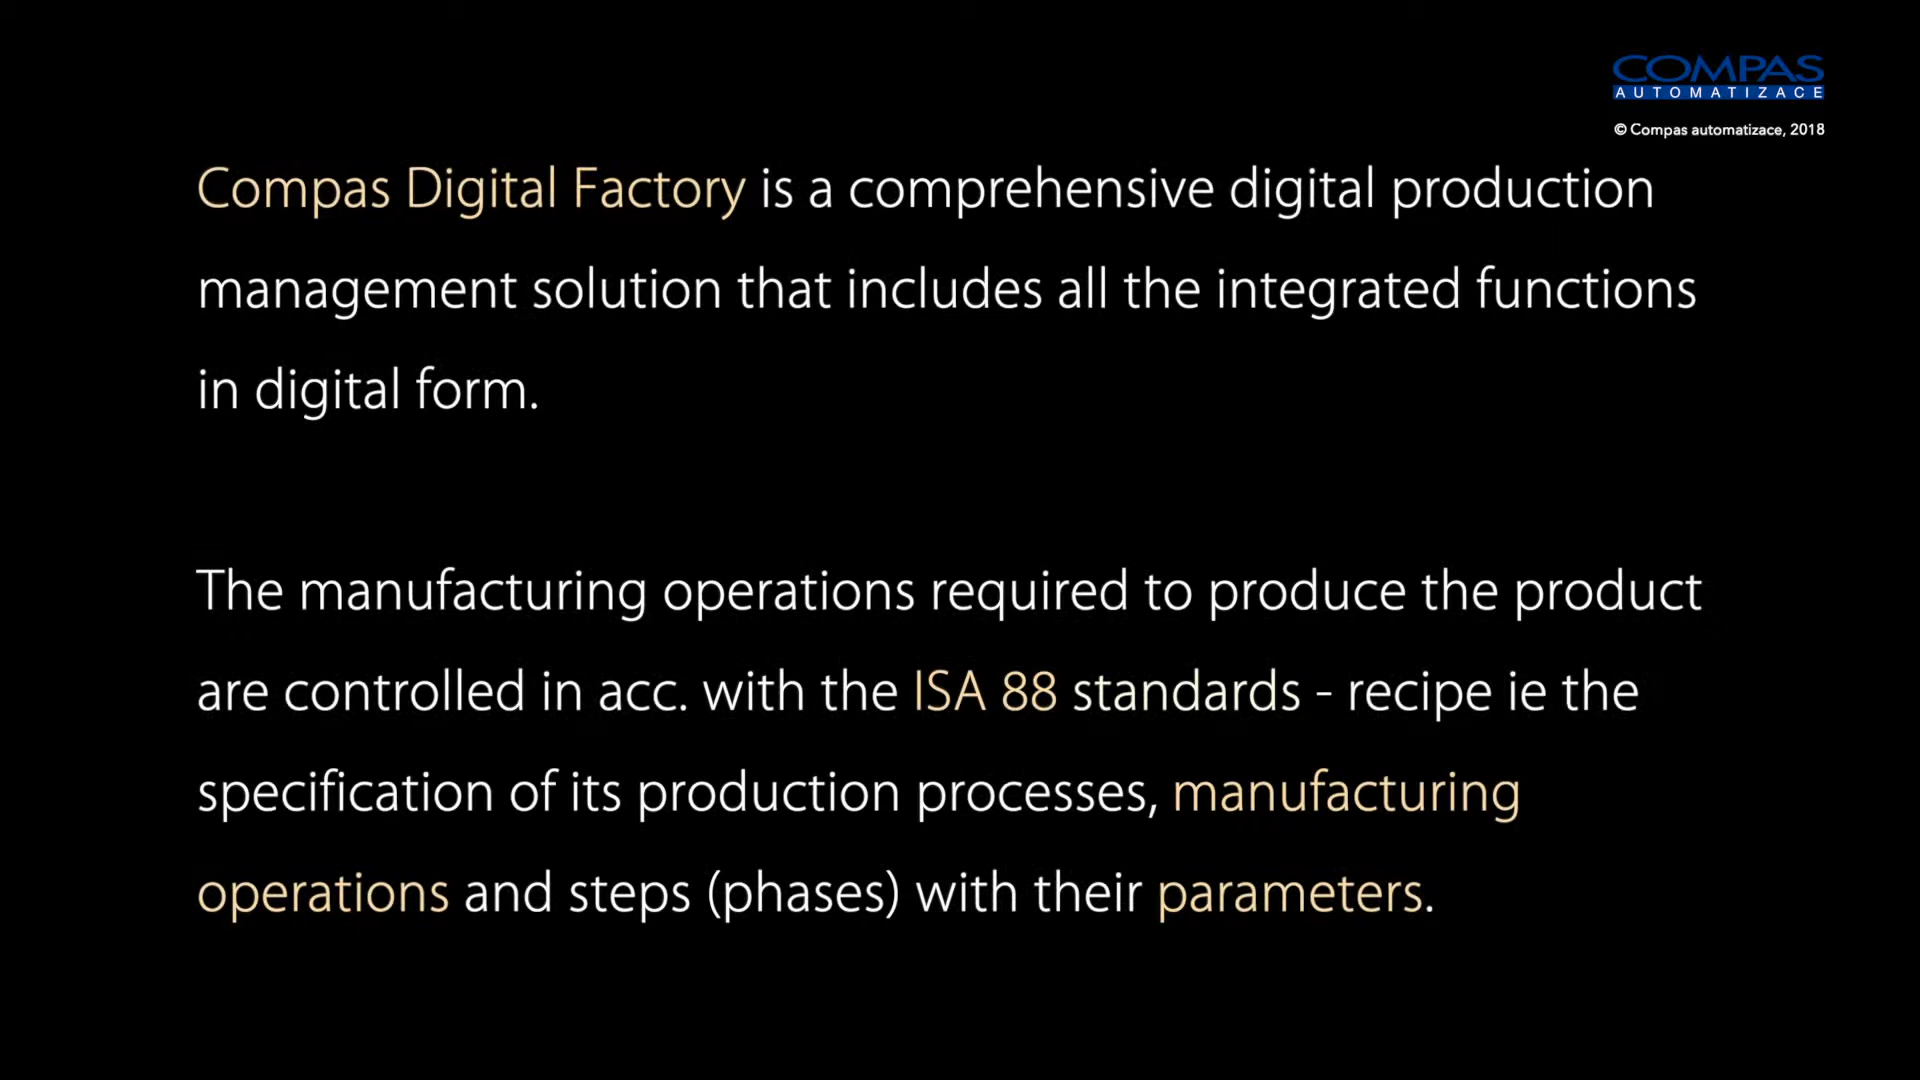 COMPAS
AUTOMATIZACE
© Compas automatizace, 2018
Compas Digital Factory is a comprehensive digital production
management solution that includes all the integrated functions
in digital form.
The manufacturing operations required to produce the product
are controlled in acc. with the ISA 88 standards - recipe ie the
specification of its production processes, manufacturing
operations and steps (phases) with their parameters.